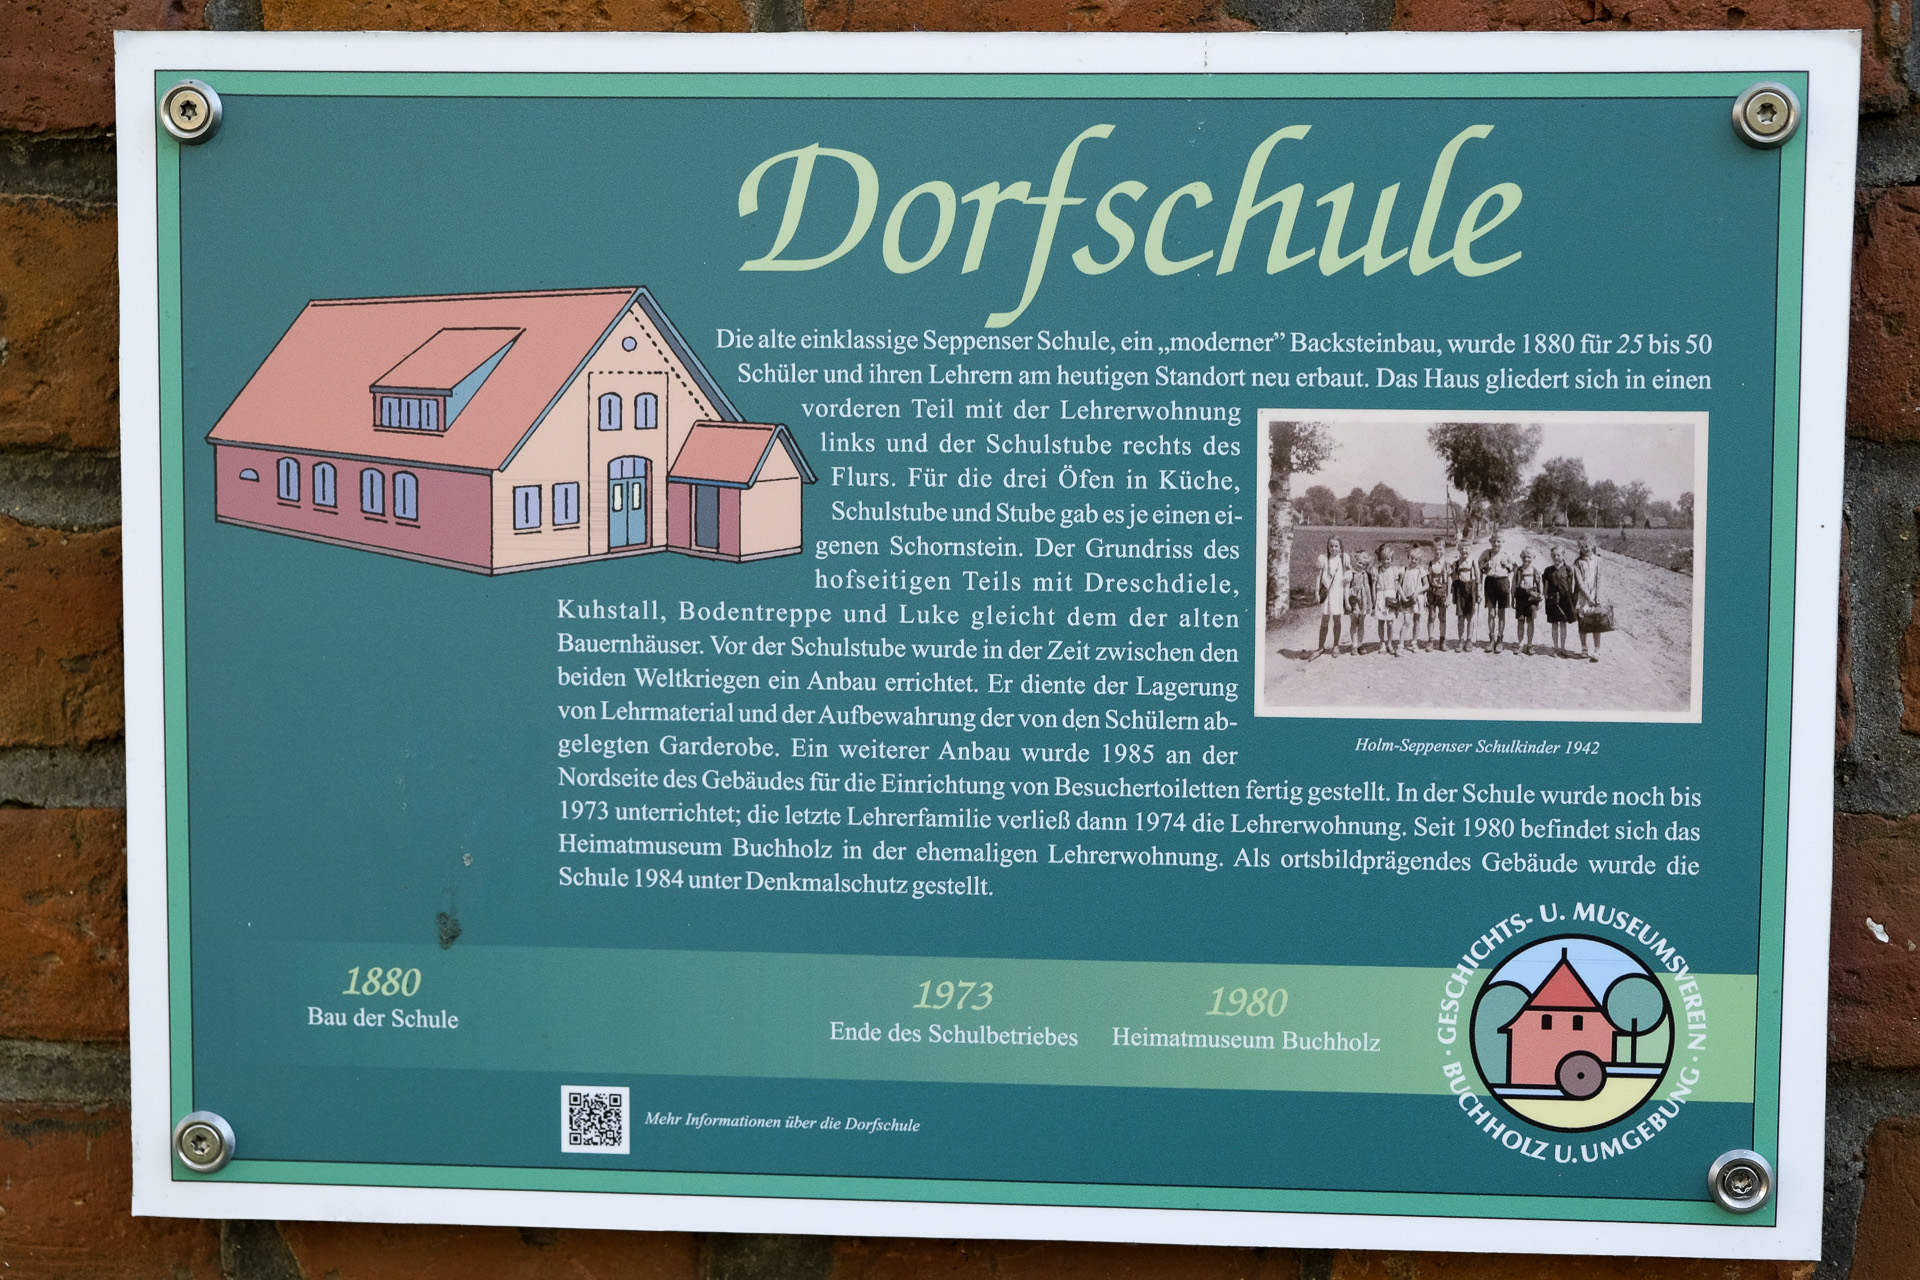 Dorfschule
Die alte einklassige Seppenser Schule, ein „moderner” Backsteinbau, wurde 1880 für 25 bis 50
Schüler und ihren Lehrern am heutigen Standort neu erbaut. Das Haus gliedert sich in einen
vorderen Teil mit der Lehrerwohnung
links und der Schulstube rechts des
Flurs. Für die drei Öfen in Küche,
Schulstube und Stube gab es je einen ei-
genen Schornstein. Der Grundriss des
hofseitigen Teils mit Dreschdiele,
Kuhstall, Bodentreppe und Luke gleicht dem der alten
Bauernhäuser. Vor der Schulstube wurde in der Zeit zwischen den
beiden Weltkriegen ein Anbau errichtet. Er diente der Lagerung
von Lehrmaterial und der Aufbewahrung der von den Schülern ab-
gelegten Garderobe. Ein weiterer Anbau wurde 1985 an der
Nordseite des Gebäudes für die Einrichtung von Besuchertoiletten fertig gestellt. In der Schule wurde noch bis
1973 unterrichtet; die letzte Lehrerfamilie verließ dann 1974 die Lehrerwohnung. Seit 1980 befindet sich das
Heimatmuseum Buchholz in der ehemaligen Lehrerwohnung. Als ortsbildprägendes Gebäude wurde die
Schule 1984 unter Denkmalschutz gestellt.
Holm-Seppenser Schulkinder 1942
1880
Bau der Schule
1973
Ende des Schulbetriebes
1980
Heimatmuseum Buchholz
GESCHICHTS- U. MUSEUMSVEREIN
· BUCHHOLZ U. UMGEBUNG ·
Mehr Informationen über die Dorfschule